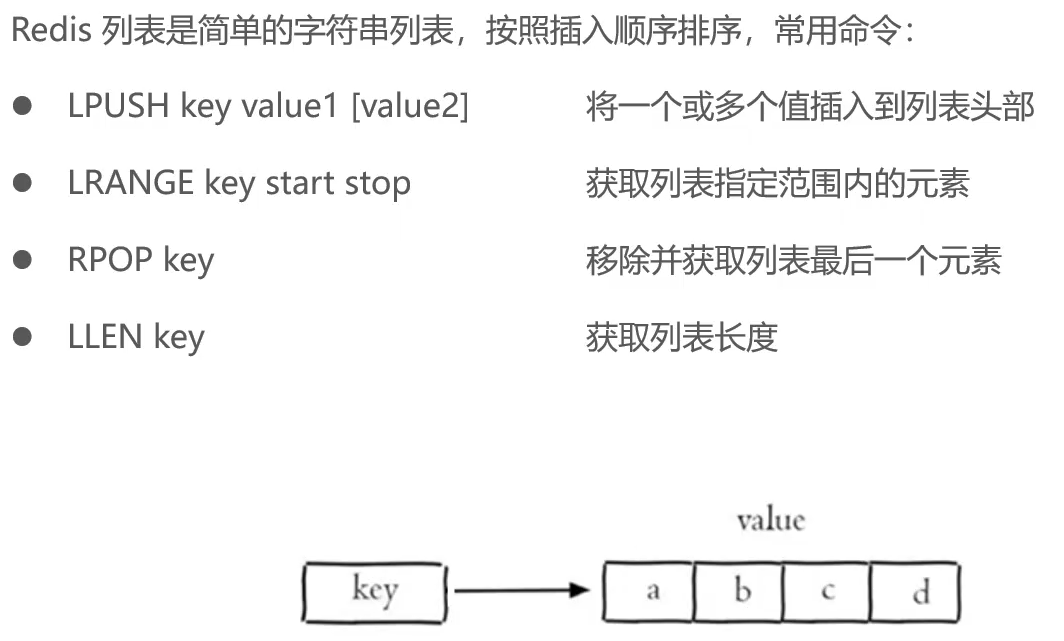 Redis 列表是简单的字符串列表，按照插入顺序排序，常用命令：
● LPUSH key value1 [value2] 将一个或多个值插入到列表头部
● LRANGE key start stop 获取列表指定范围内的元素
● RPOP key 移除并获取列表最后一个元素
● LLEN key 获取列表长度
value
key a b c d